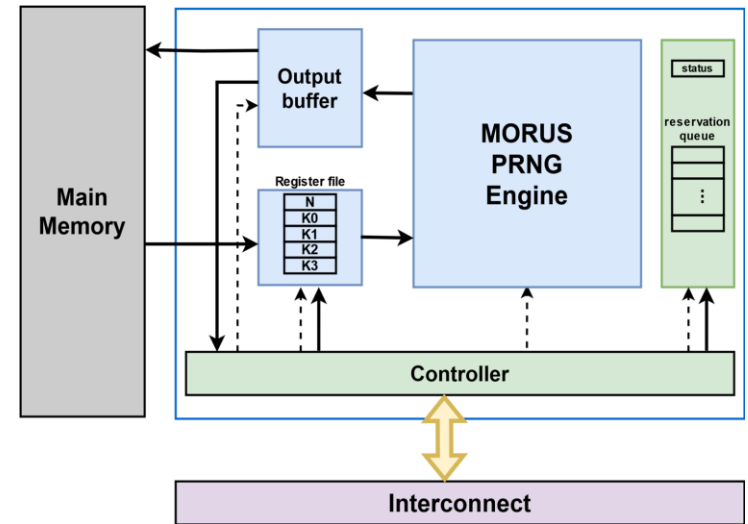 Main
Memory
Output
buffer
Register file
N
K0
K1
K2
K3
MORUS
PRNG
Engine
status
reservation
queue
⋮
Controller
Interconnect